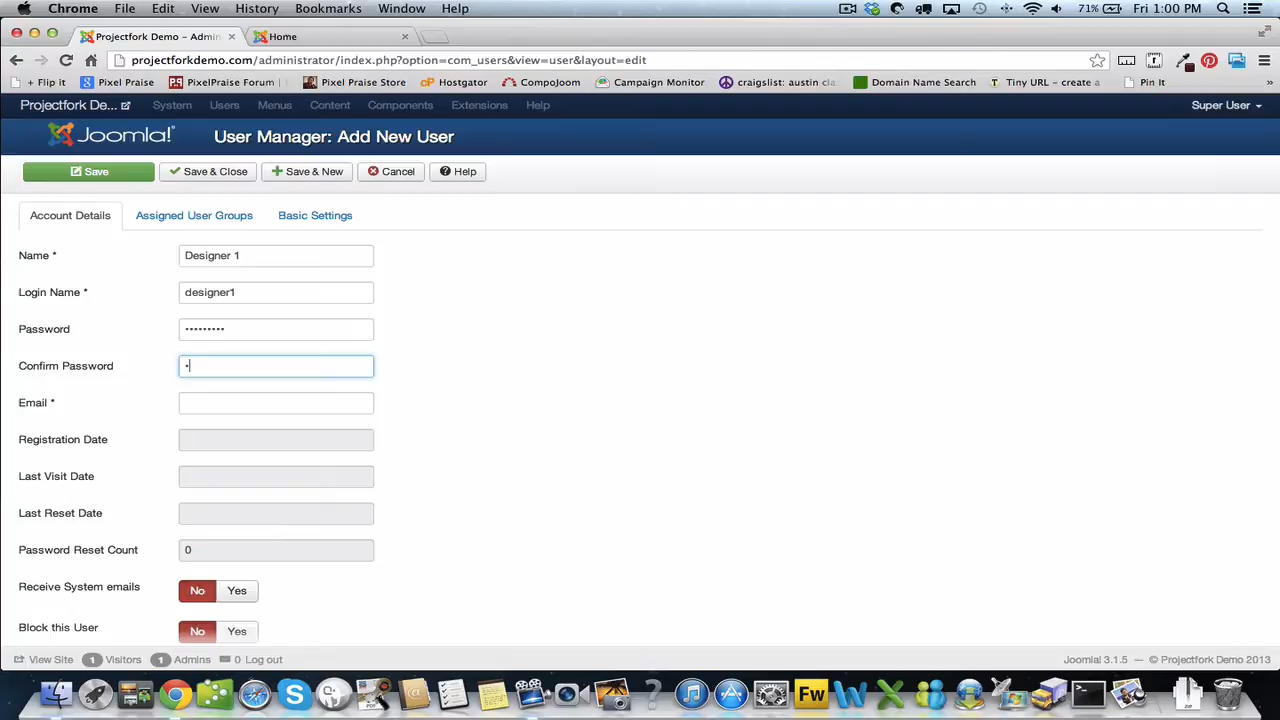 Chrome File Edit View History Bookmarks Window Help 71% Fri 1:00 PM
Projectfork Demo – Admin Home
projectforkdemo.com/administrator/index.php?option=com_users&view=user&layout=edit
+ Flip it Pixel Praise PixelPraise Forum | Pixel Praise Store Hostgator CompoJoom Campaign Monitor craigslist: austin cla Domain Name Search Tiny URL - create a Pin It »
Projectfork De... System Users Menus Content Components Extensions Help Super User
Joomla! User Manager: Add New User
Save Save & Close Save & New Cancel Help
Account Details Assigned User Groups Basic Settings
Name * Designer 1
Login Name * designer1
Password •••••••••
Confirm Password •
Email *
Registration Date
Last Visit Date
Last Reset Date
Password Reset Count 0
Receive System emails No Yes
Block this User No Yes
View Site 1 Visitors 1 Admins 0 Log out Joomla! 3.1.5 — © Projectfork Demo 2013
Fw